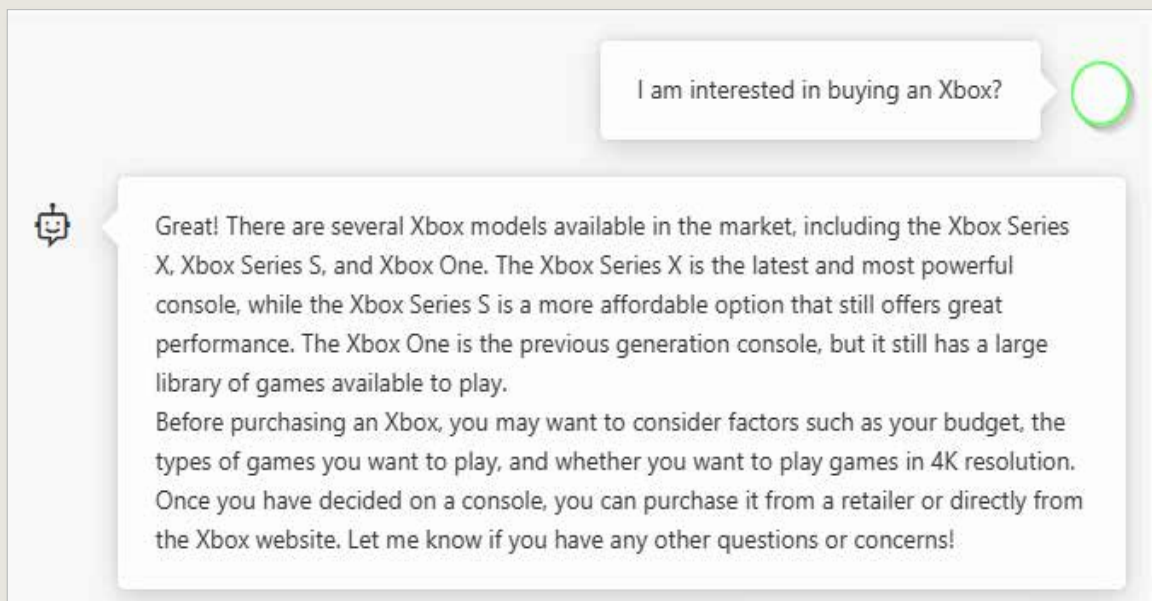 I am interested in buying an Xbox?
Great! There are several Xbox models available in the market, including the Xbox Series
X, Xbox Series S, and Xbox One. The Xbox Series X is the latest and most powerful
console, while the Xbox Series S is a more affordable option that still offers great
performance. The Xbox One is the previous generation console, but it still has a large
library of games available to play.
Before purchasing an Xbox, you may want to consider factors such as your budget, the
types of games you want to play, and whether you want to play games in 4K resolution.
Once you have decided on a console, you can purchase it from a retailer or directly from
the Xbox website. Let me know if you have any other questions or concerns!